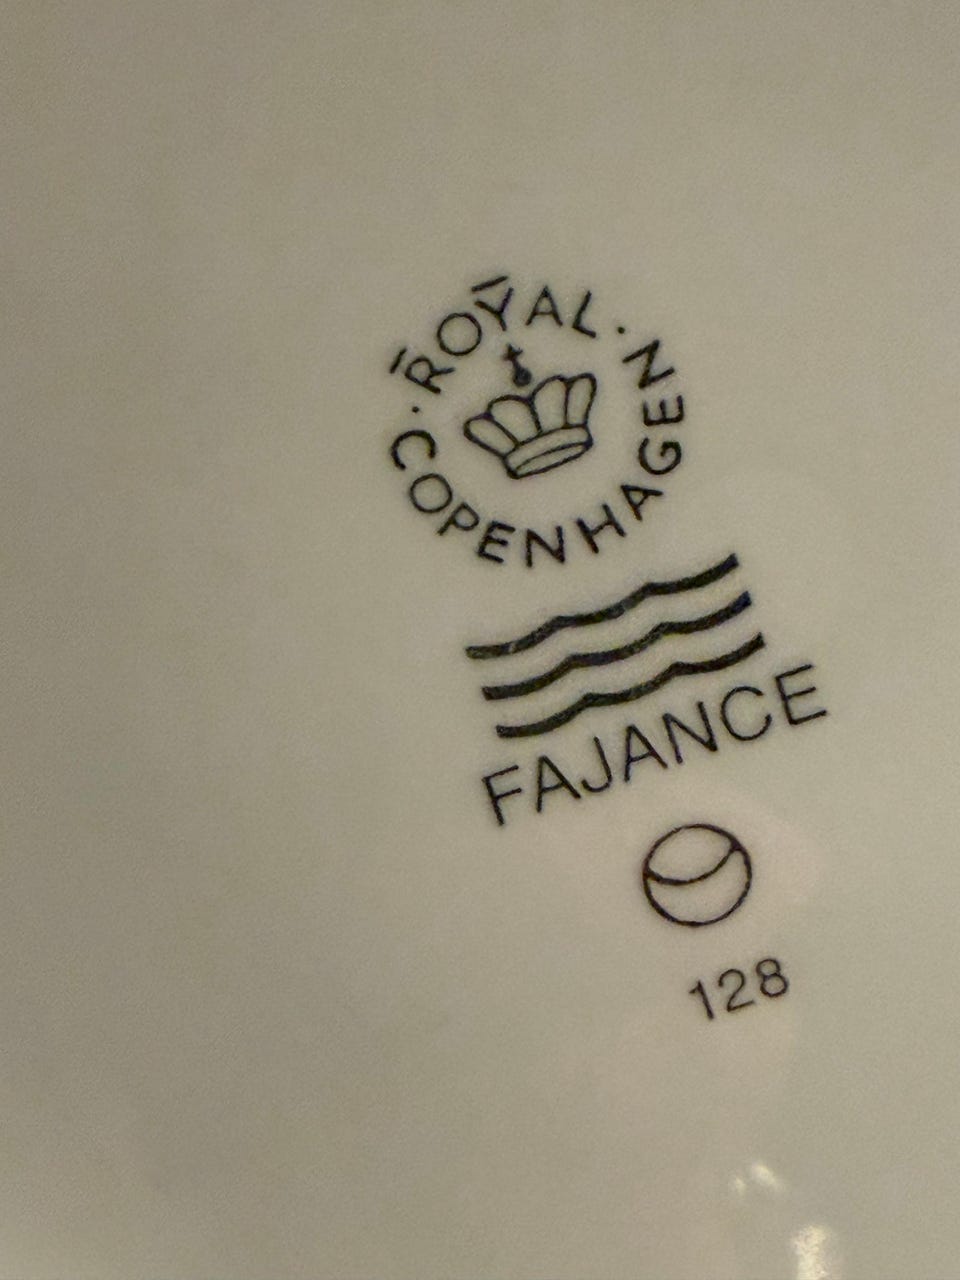 ROYAL · COPENHAGEN ·
FAJANCE
128